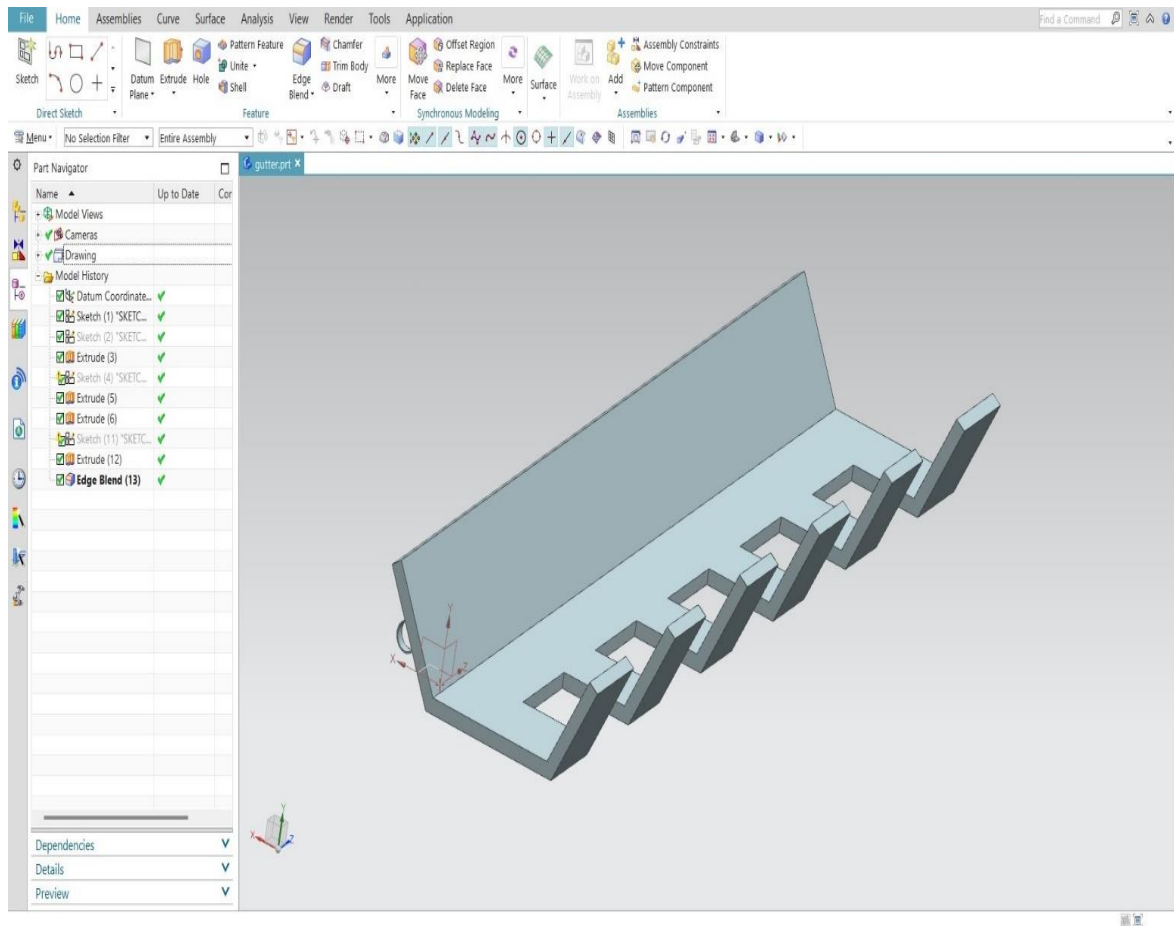 File Home Assemblies Curve Surface Analysis View Render Tools Application Find a Command
Pattern Feature Chamfer Offset Region Assembly Constraints
Unite Trim Body Replace Face Move Component
Sketch Datum Plane Extrude Hole Shell Edge Blend Draft More Move Face Delete Face More Surface Work on Assembly Add Pattern Component
Direct Sketch Feature Synchronous Modeling Assemblies
Menu No Selection Filter Entire Assembly
Part Navigator gutter.prt
Name Up to Date Cor
Model Views
Cameras
Drawing
Model History
Datum Coordinate...
Sketch (1) "SKETC...
Sketch (2) "SKETC...
Extrude (3)
Sketch (4) "SKETC...
Extrude (5)
Extrude (6)
Sketch (11) "SKETC...
Extrude (12)
Edge Blend (13)
Y
X
Z
Y
X
Z
Dependencies
Details
Preview